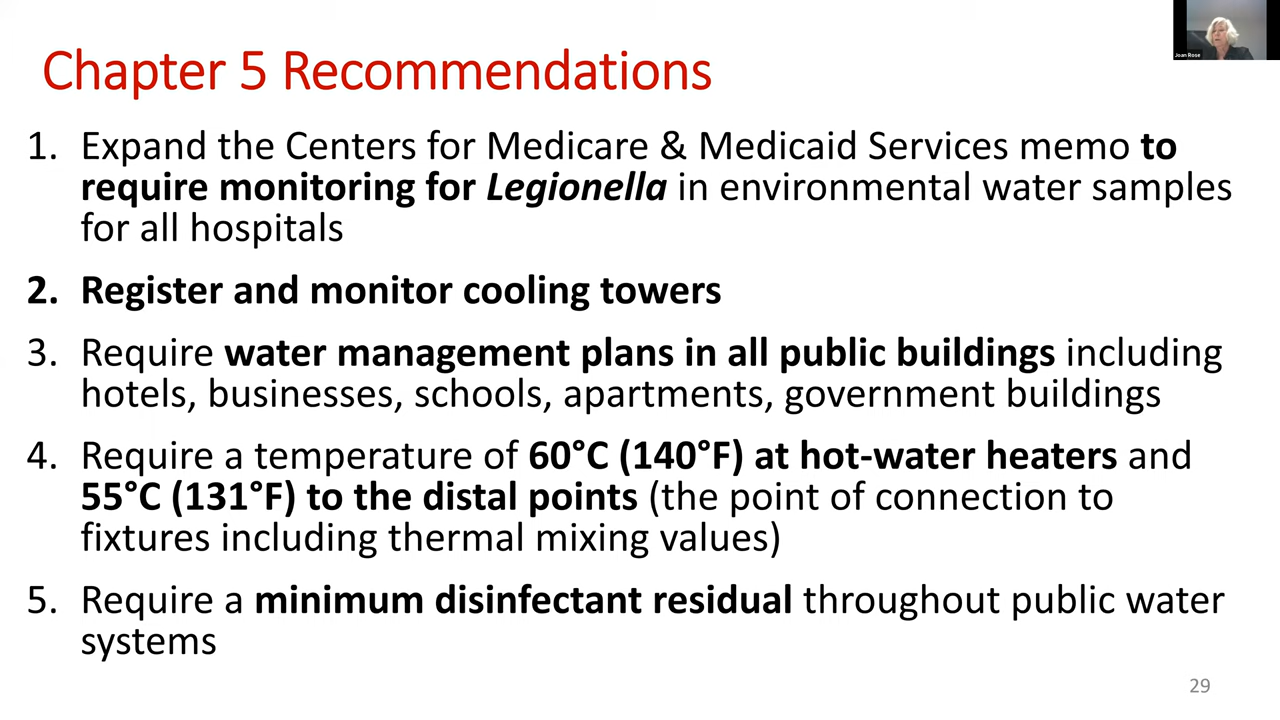 Joan Rose
Chapter 5 Recommendations
1. Expand the Centers for Medicare & Medicaid Services memo to
require monitoring for Legionella in environmental water samples
for all hospitals
2. Register and monitor cooling towers
3. Require water management plans in all public buildings including
hotels, businesses, schools, apartments, government buildings
4. Require a temperature of 60°C (140°F) at hot-water heaters and
55°C (131°F) to the distal points (the point of connection to
fixtures including thermal mixing values)
5. Require a minimum disinfectant residual throughout public water
systems
29